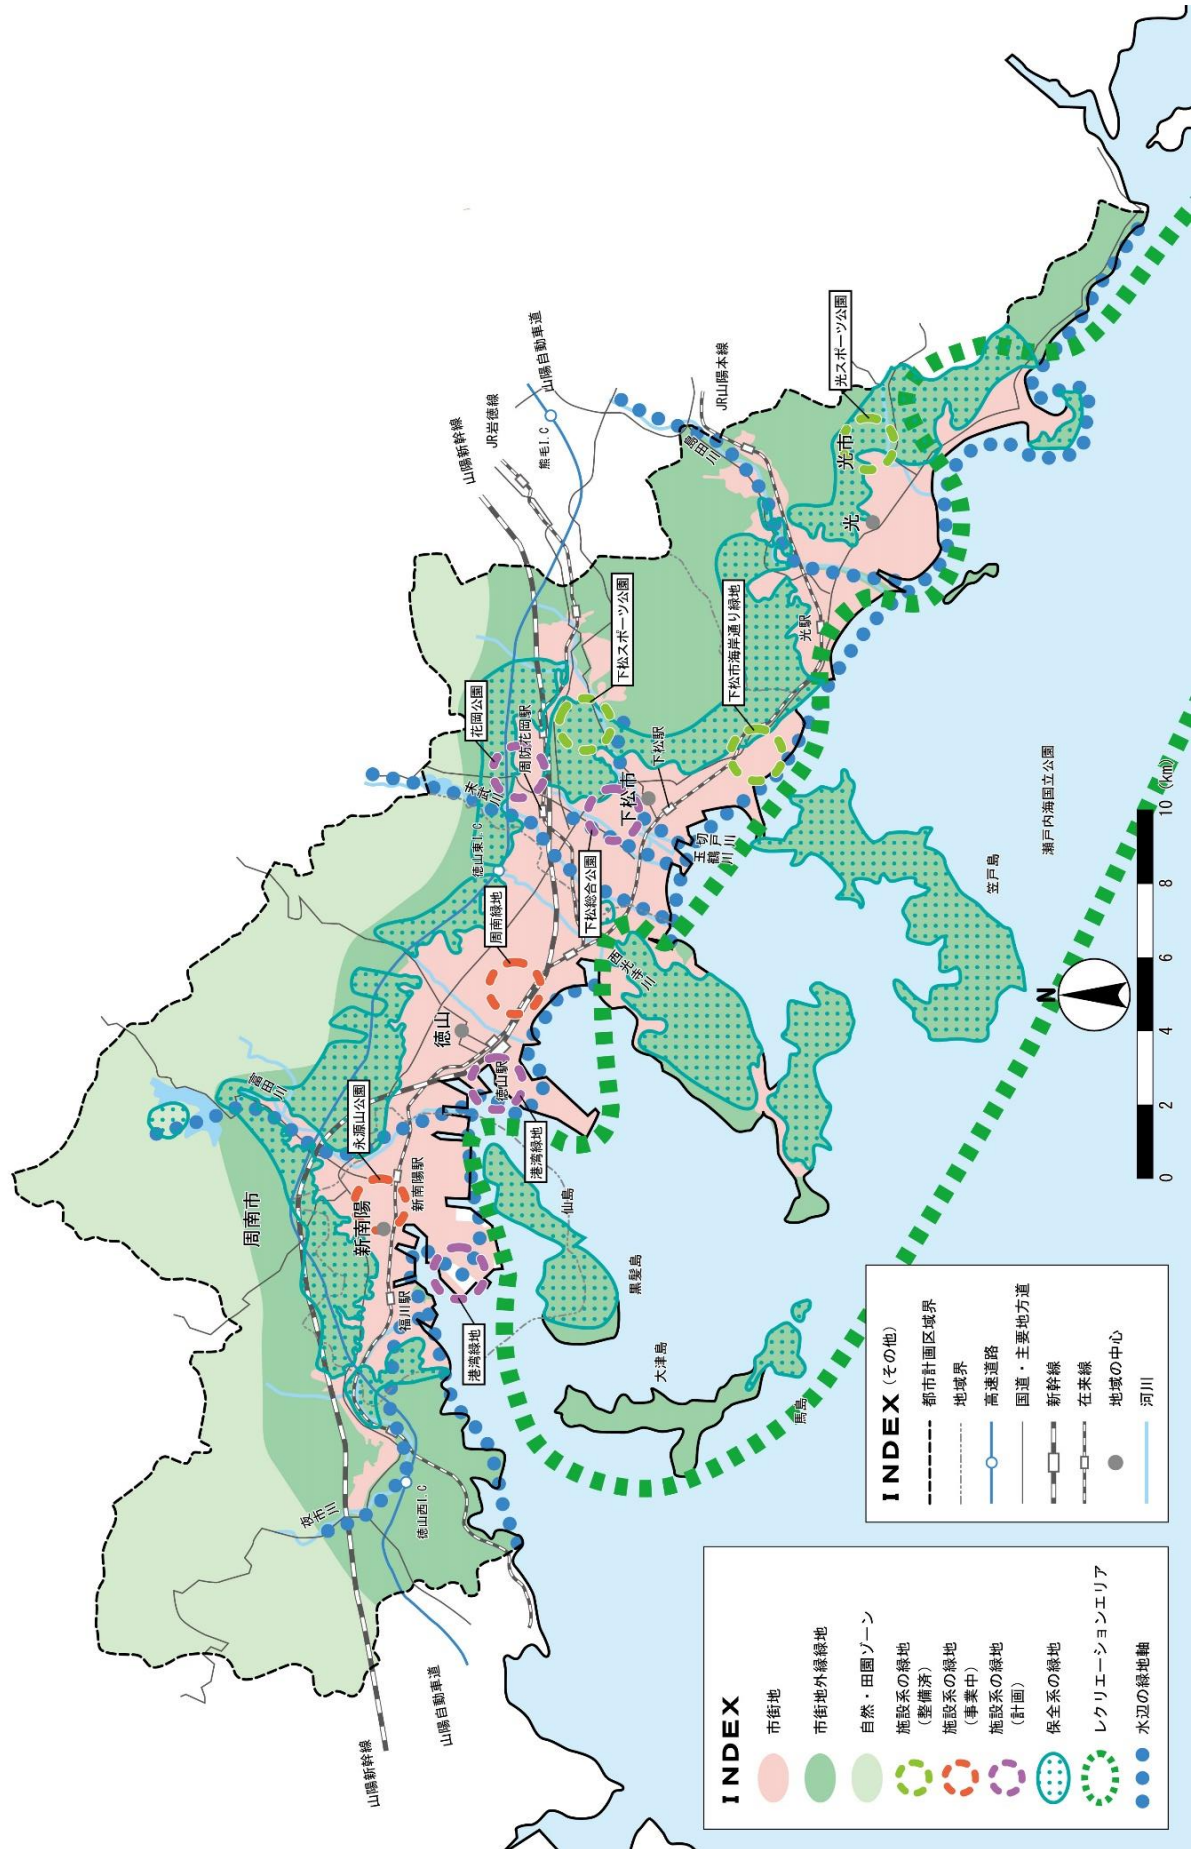 周南市
富田川
永源山公園
新南陽
新南陽駅
福川駅
港湾緑地
夜市川
徳山西I.C
山陽新幹線
山陽自動車道
徳山
徳山駅
港湾緑地
周南緑地
徳山東I.C
末武川
花岡公園
周防花岡駅
下松スポーツ公園
下松総合公園
下松市
下松駅
下松市海岸通り緑地
西光寺川
玉鶴川
切戸川
山陽新幹線
JR岩徳線
熊毛I.C
山陽自動車道
JR山陽本線
島田川
光駅
光
光市
光スポーツ公園
仙島
黒髪島
大津島
馬島
笠戸島
瀬戸内海国立公園
N
0 2 4 6 8 10 (km)
INDEX
市街地
市街地外縁緑地
自然・田園ゾーン
施設系の緑地
（整備済）
施設系の緑地
（事業中）
施設系の緑地
（計画）
保全系の緑地
レクリエーションエリア
水辺の緑地軸
INDEX（その他）
都市計画区域界
地域界
高速道路
国道・主要地方道
新幹線
在来線
地域の中心
河川